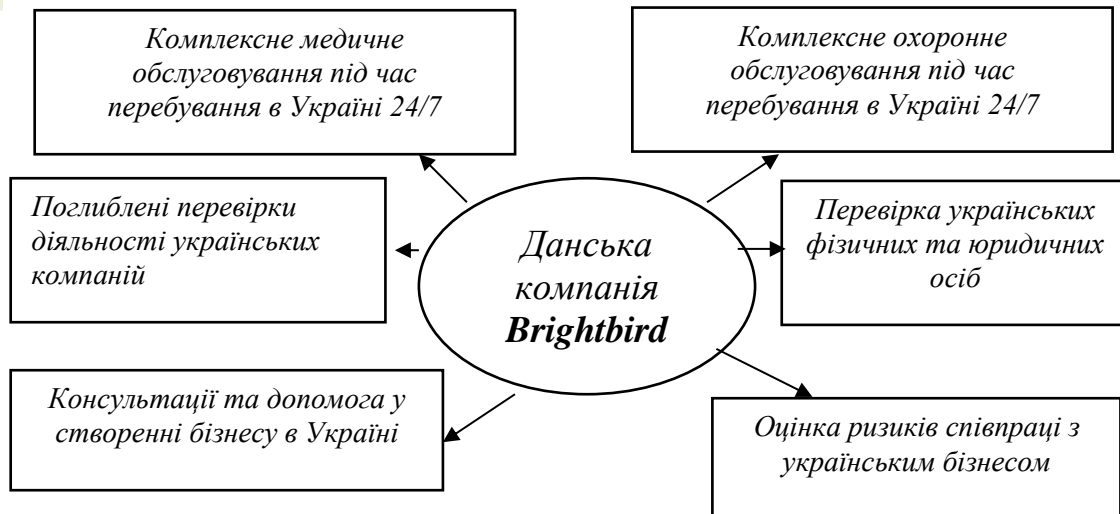 Комплексне медичне
обслуговування під час
перебування в Україні 24/7
Комплексне охоронне
обслуговування під час
перебування в Україні 24/7
Поглиблені перевірки
діяльності українських
компаній
Данська
компанія
Brightbird
Перевірка українських
фізичних та юридичних
осіб
Консультації та допомога у
створенні бізнесу в Україні
Оцінка ризиків співпраці з
українським бізнесом